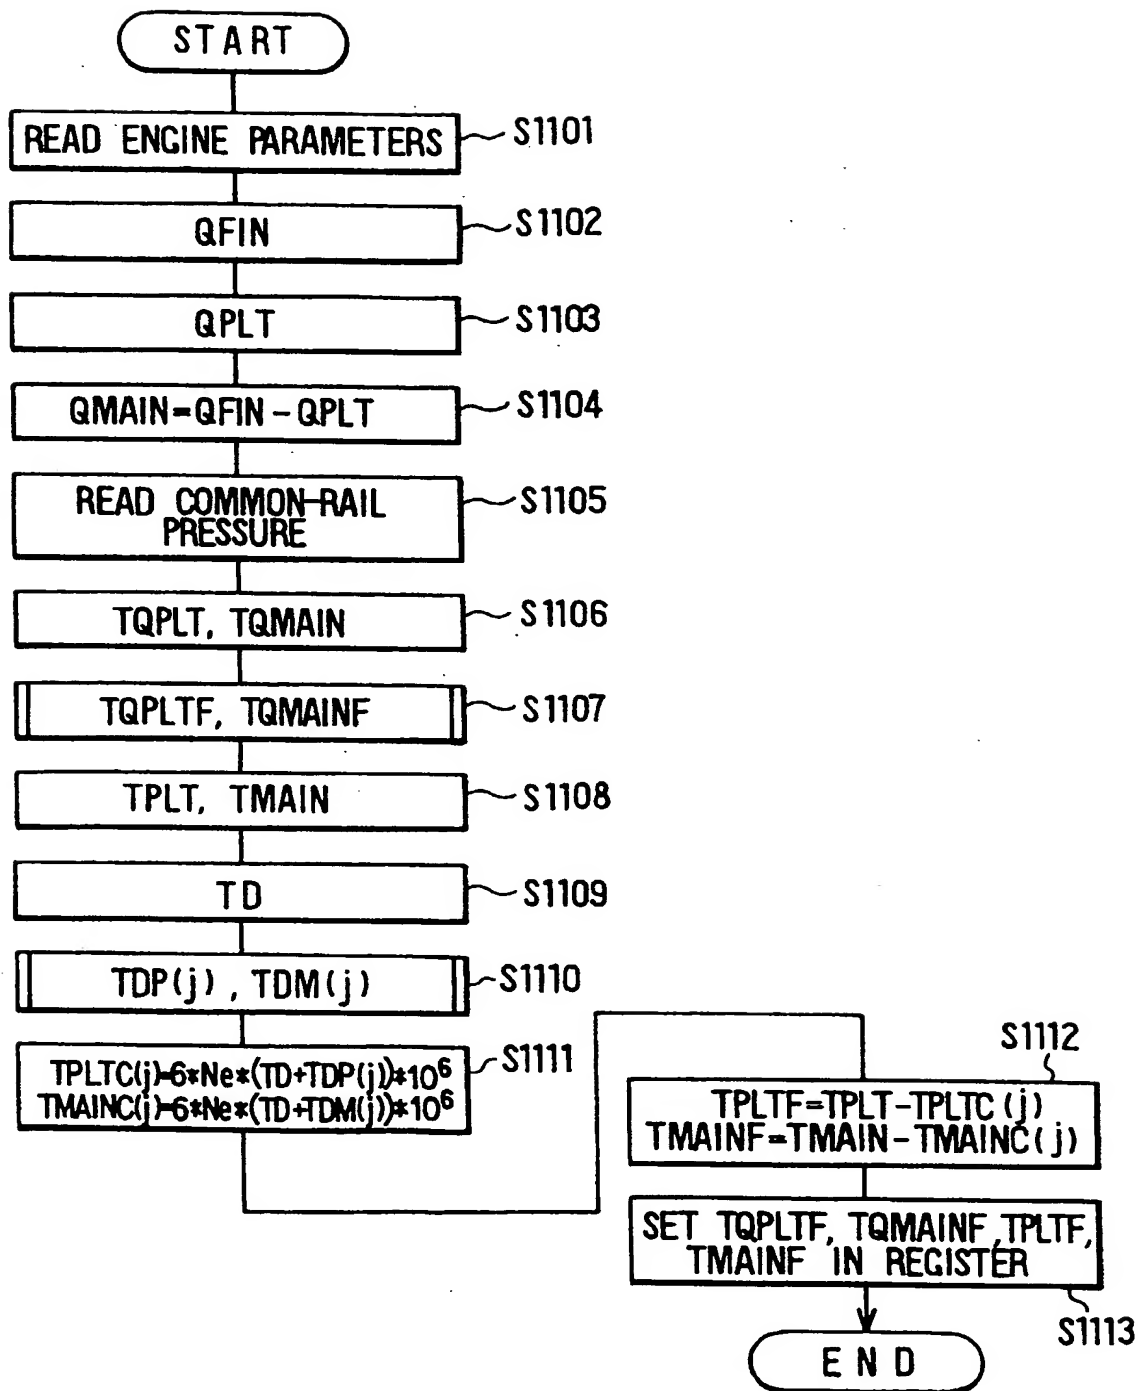 START
READ ENGINE PARAMETERS
S1101
QFIN
S1102
QPLT
S1103
QMAIN=QFIN-QPLT
S1104
READ COMMON-RAIL
PRESSURE
S1105
TQPLT, TQMAIN
S1106
TQPLTF, TQMAINF
S1107
TPLT, TMAIN
S1108
TD
S1109
TDP(j), TDM(j)
S1110
TPLTC(j)=6*Ne*(TD+TDP(j))*10⁶
TMAINC(j)=6*Ne*(TD+TDM(j))*10⁶
S1111
S1112
TPLTF=TPLT-TPLTC(j)
TMAINF=TMAIN-TMAINC(j)
SET TQPLTF, TQMAINF, TPLTF,
TMAINF IN REGISTER
S1113
END